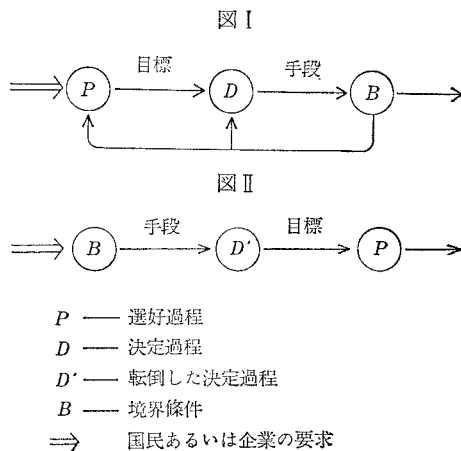 図Ⅰ
P 目標 D 手段 B
図Ⅱ
B 手段 D' 目標 P
P —— 選好過程
D —— 決定過程
D' —— 転倒した決定過程
B —— 境界條件
⇒ 国民あるいは企業の要求